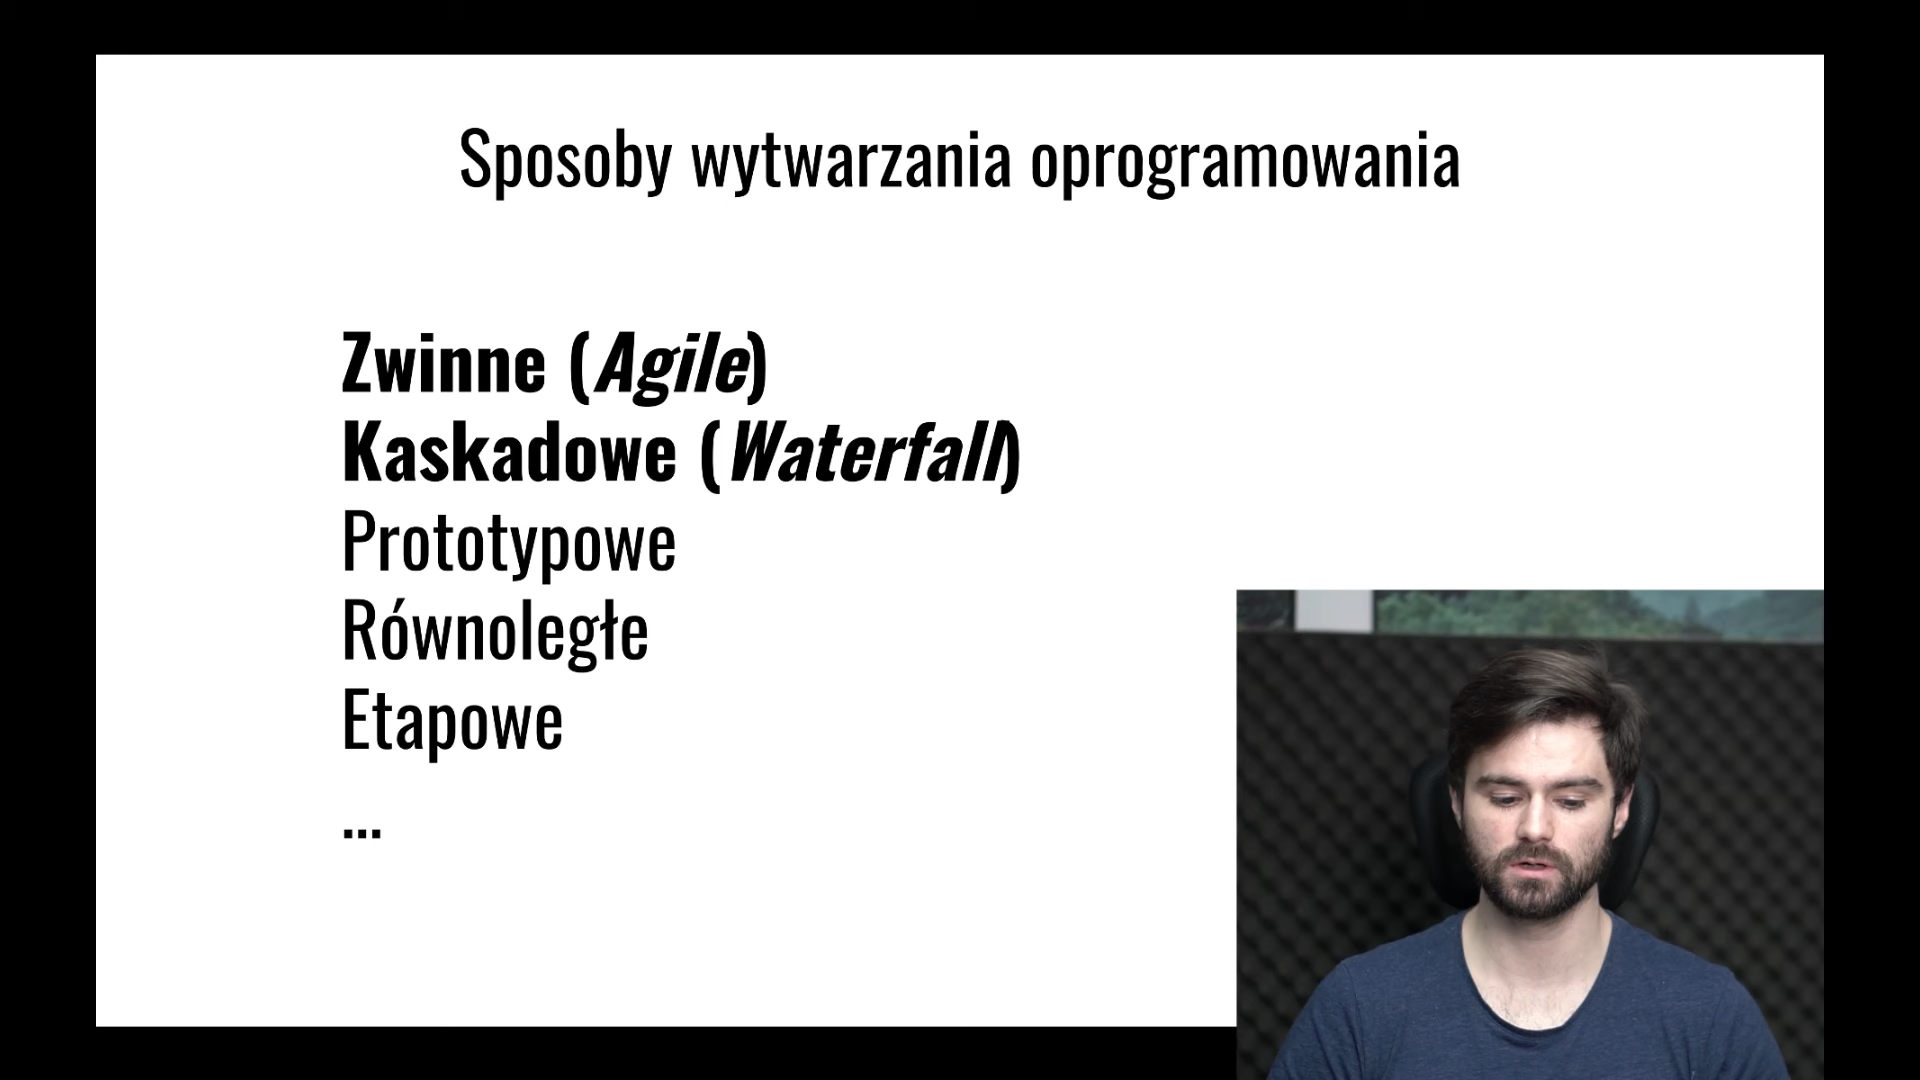 Sposoby wytwarzania oprogramowania
Zwinne (Agile)
Kaskadowe (Waterfall)
Prototypowe
Równoległe
Etapowe
...